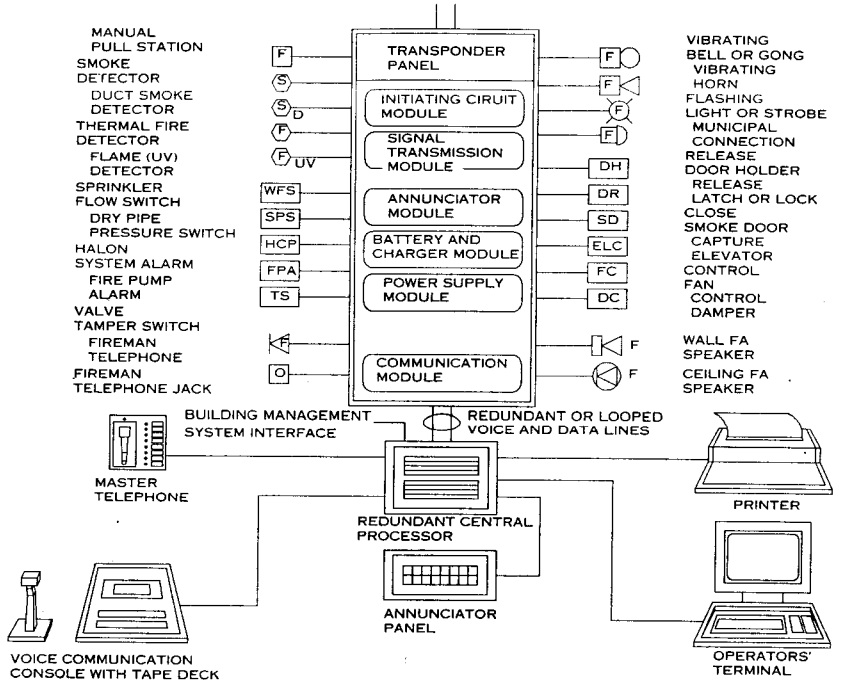 MANUAL
PULL STATION
SMOKE
DETECTOR
DUCT SMOKE
DETECTOR
THERMAL FIRE
DETECTOR
FLAME (UV)
DETECTOR
SPRINKLER
FLOW SWITCH
DRY PIPE
PRESSURE SWITCH
HALON
SYSTEM ALARM
FIRE PUMP
ALARM
VALVE
TAMPER SWITCH
FIREMAN
TELEPHONE
FIREMAN
TELEPHONE JACK
F
S
S D
F
F UV
WFS
SPS
HCP
FPA
TS
F
O
TRANSPONDER
PANEL
INITIATING CIRUIT
MODULE
SIGNAL
TRANSMISSION
MODULE
ANNUNCIATOR
MODULE
BATTERY AND
CHARGER MODULE
POWER SUPPLY
MODULE
COMMUNICATION
MODULE
F
F
F
F
DH
DR
SD
ELC
FC
DC
F
F
VIBRATING
BELL OR GONG
VIBRATING
HORN
FLASHING
LIGHT OR STROBE
MUNICIPAL
CONNECTION
RELEASE
DOOR HOLDER
RELEASE
LATCH OR LOCK
CLOSE
SMOKE DOOR
CAPTURE
ELEVATOR
CONTROL
FAN
CONTROL
DAMPER
WALL FA
SPEAKER
CEILING FA
SPEAKER
BUILDING MANAGEMENT
SYSTEM INTERFACE
REDUNDANT OR LOOPED
VOICE AND DATA LINES
MASTER
TELEPHONE
REDUNDANT CENTRAL
PROCESSOR
PRINTER
ANNUNCIATOR
PANEL
VOICE COMMUNICATION
CONSOLE WITH TAPE DECK
OPERATORS'
TERMINAL